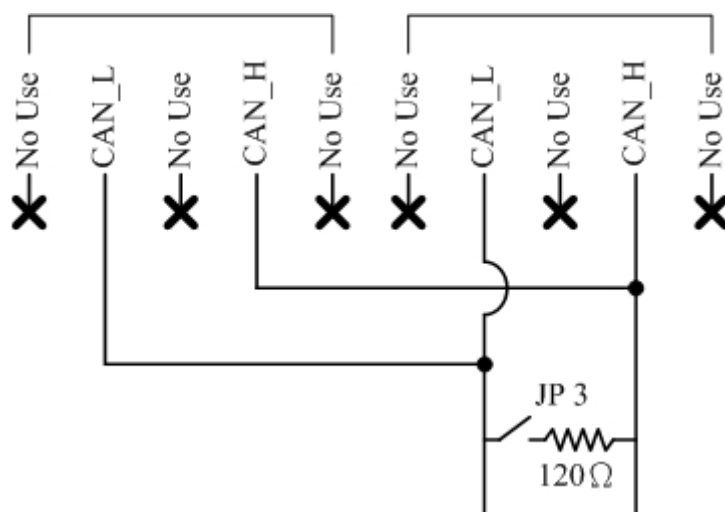 No Use
CAN_L
No Use
CAN_H
No Use
No Use
CAN_L
No Use
CAN_H
No Use
JP 3
120Ω